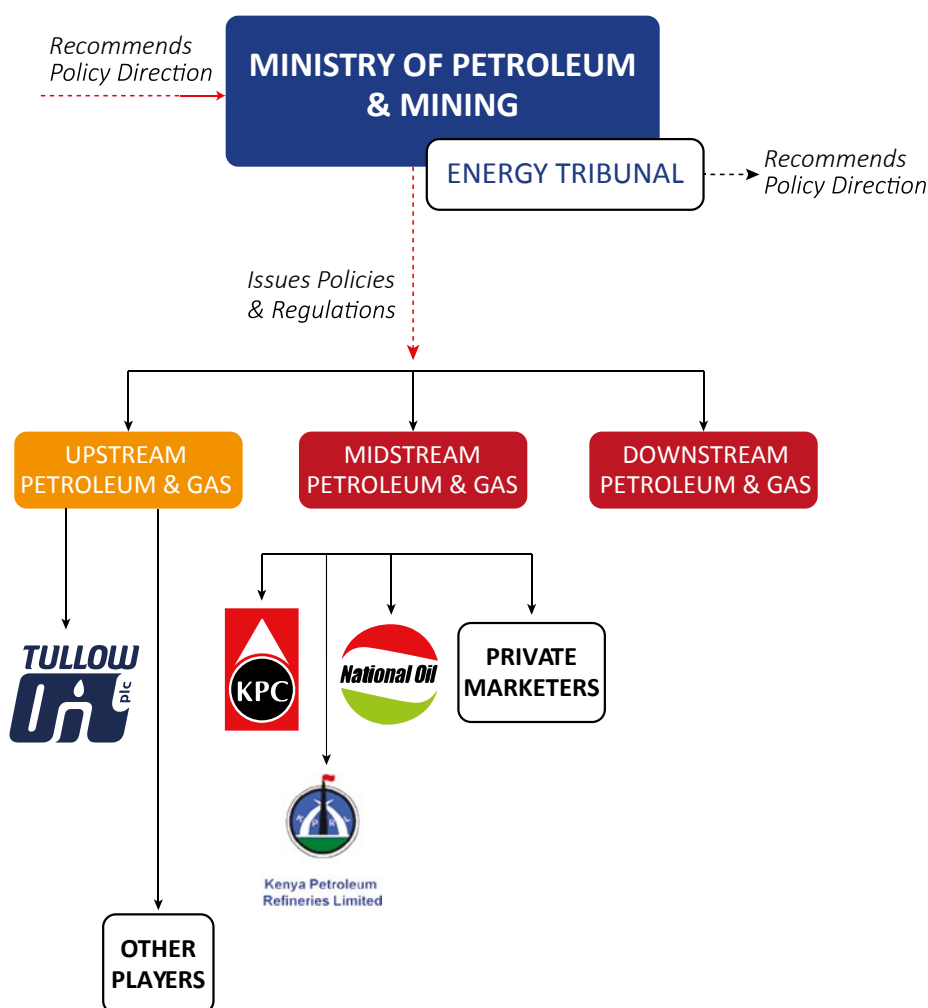 Recommends
Policy Direction
MINISTRY OF PETROLEUM
& MINING
ENERGY TRIBUNAL
Recommends
Policy Direction
Issues Policies
& Regulations
UPSTREAM
PETROLEUM & GAS
MIDSTREAM
PETROLEUM & GAS
DOWNSTREAM
PETROLEUM & GAS
TULLOW
Oil
plc
KPC
National Oil
PRIVATE
MARKETERS
K P R L
Kenya Petroleum
Refineries Limited
OTHER
PLAYERS